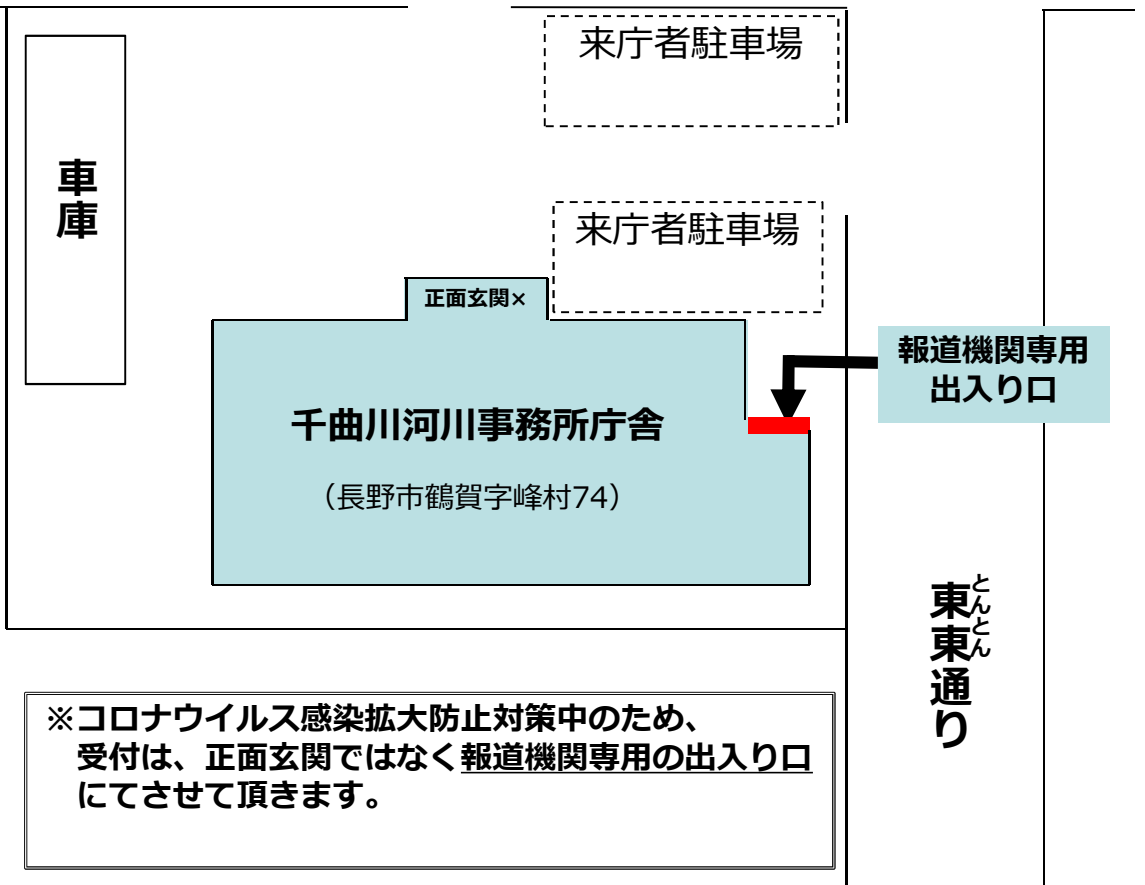 来庁者駐車場
車庫
来庁者駐車場
正面玄関×
報道機関専用
出入り口
千曲川河川事務所庁舎
（長野市鶴賀字峰村74）
とんとん
東東通り
※コロナウイルス感染拡大防止対策中のため、
受付は、正面玄関ではなく報道機関専用の出入り口
にてさせて頂きます。